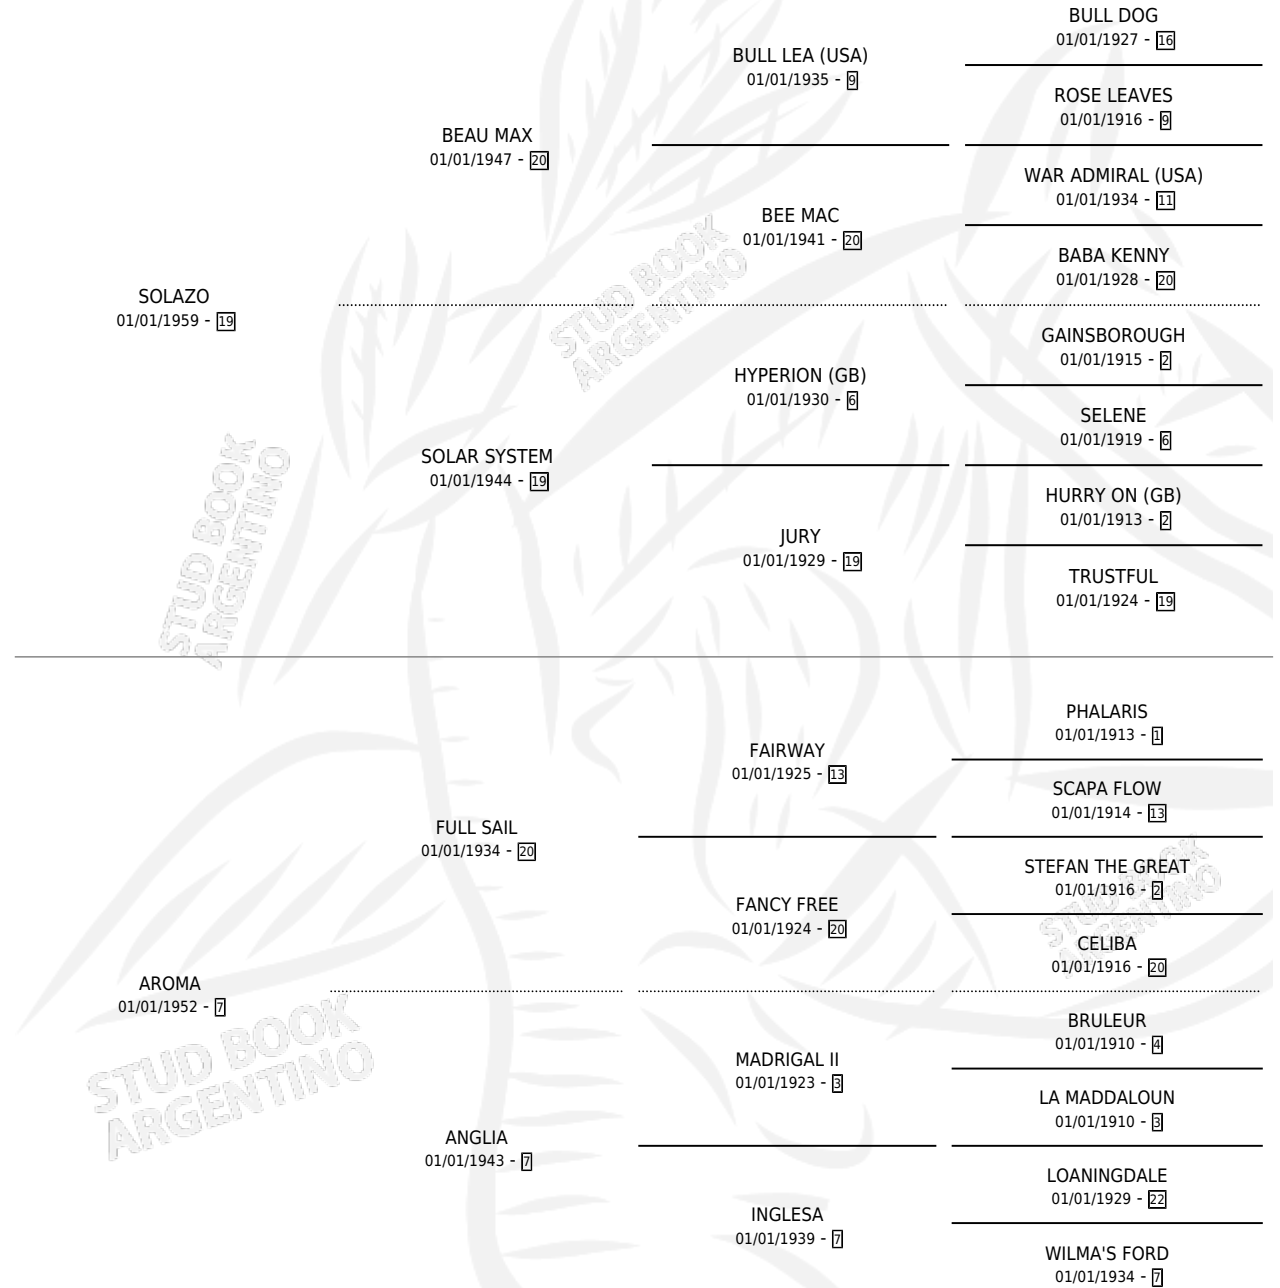 BULL DOG
01/01/1927 - 16
BULL LEA (USA)
01/01/1935 - 9
ROSE LEAVES
01/01/1916 - 9
BEAU MAX
01/01/1947 - 20
WAR ADMIRAL (USA)
01/01/1934 - 11
BEE MAC
01/01/1941 - 20
BABA KENNY
01/01/1928 - 20
SOLAZO
01/01/1959 - 19
STUD BOOK
ARGENTINO
GAINSBOROUGH
01/01/1915 - 2
HYPERION (GB)
01/01/1930 - 6
SELENE
01/01/1919 - 6
SOLAR SYSTEM
01/01/1944 - 19
HURRY ON (GB)
01/01/1913 - 2
JURY
01/01/1929 - 19
TRUSTFUL
01/01/1924 - 19
STUD BOOK
ARGENTINO
PHALARIS
01/01/1913 - 1
FAIRWAY
01/01/1925 - 13
SCAPA FLOW
01/01/1914 - 13
FULL SAIL
01/01/1934 - 20
STEFAN THE GREAT
01/01/1916 - 2
FANCY FREE
01/01/1924 - 20
CELIBA
01/01/1916 - 20
STUD BOOK
ARGENTINO
AROMA
01/01/1952 - 7
BRULEUR
01/01/1910 - 4
MADRIGAL II
01/01/1923 - 3
LA MADDALOUN
01/01/1910 - 3
STUD BOOK
ARGENTINO
ANGLIA
01/01/1943 - 7
LOANINGDALE
01/01/1929 - 22
INGLESA
01/01/1939 - 7
WILMA'S FORD
01/01/1934 - 7